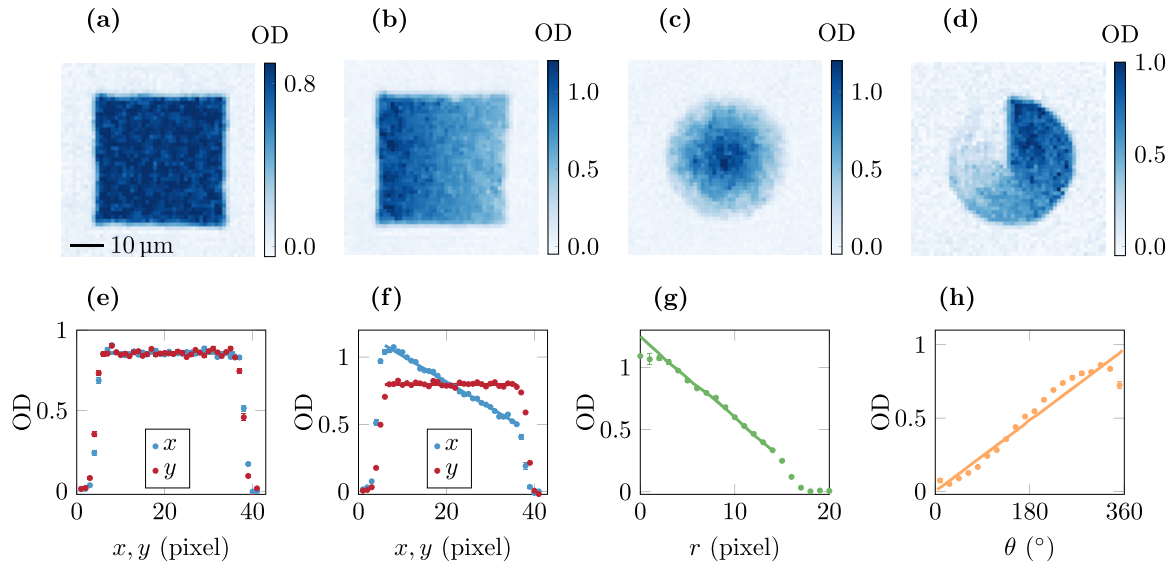 (a)
(b)
(c)
(d)
OD
OD
OD
OD
0.8
0.0
10 µm
1.0
0.5
0.0
1.0
0.5
0.0
1.0
0.5
0.0
(e)
(f)
(g)
(h)
OD
1
0.5
0
x
y
0 20 40
x, y (pixel)
OD
1
0.5
0
x
y
0 20 40
x, y (pixel)
OD
1
0.5
0
0 10 20
r (pixel)
OD
1
0.5
0
0 180 360
θ (°)